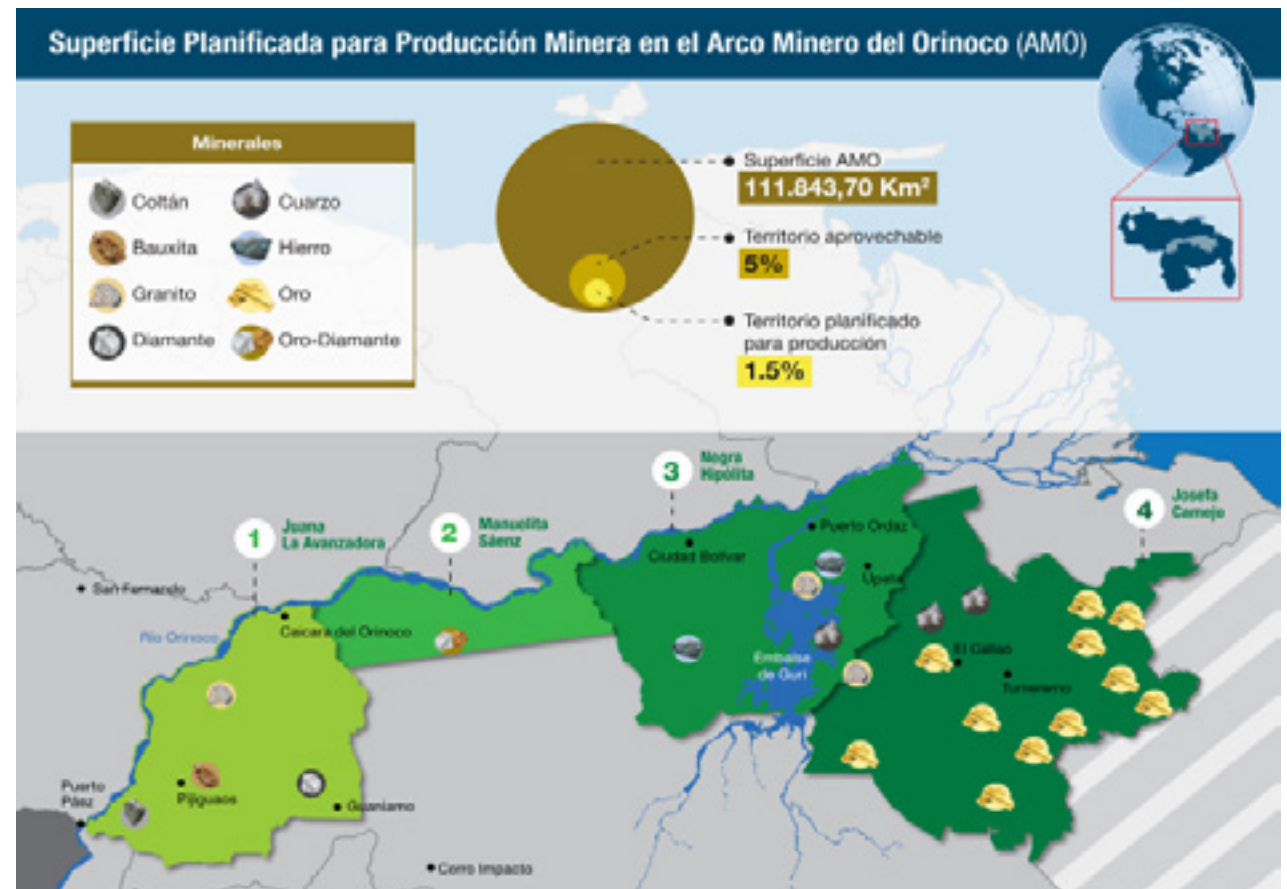 Superficie Planificada para Producción Minera en el Arco Minero del Orinoco (AMO)
Minerales
Coltán
Cuarzo
Bauxita
Hierro
Granito
Oro
Diamante
Oro-Diamante
Superficie AMO
111.843,70 Km²
Territorio aprovechable
5%
Territorio planificado
para producción
1.5%
1
Juana
La Avanzadora
2
Manuelita
Sáenz
3
Negra
Hipólita
4
Josefa
Camejo
San Fernando
Río Orinoco
Caicara del Orinoco
Ciudad Bolívar
Puerto Ordaz
Upata
Embalse
de Guri
El Callao
Tumeremo
Puerto
Páez
Pijiguaos
Guaniamo
Cerro Impacto